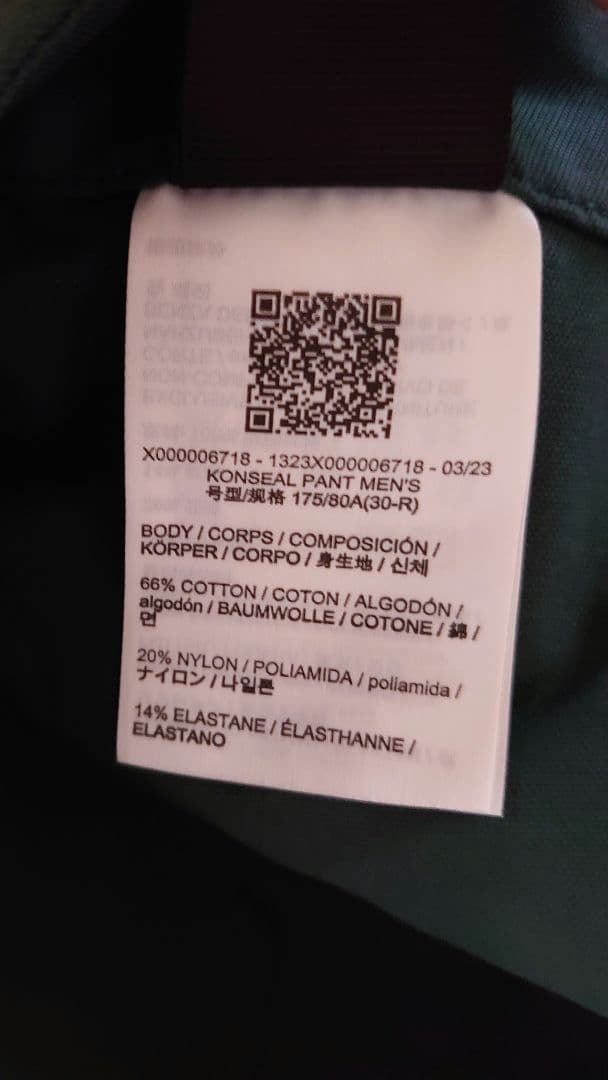 X000006718 - 1323X000006718 - 03/23
KONSEAL PANT MEN'S
号型/规格 175/80A(30-R)
BODY / CORPS / COMPOSICIÓN /
KÖRPER / CORPO / 身生地 / 신체
66% COTTON / COTON / ALGODÓN /
algodón / BAUMWOLLE / COTONE / 綿 /
면
20% NYLON / POLIAMIDA / poliamida /
ナイロン / 나일론
14% ELASTANE / ÉLASTHANNE /
ELASTANO